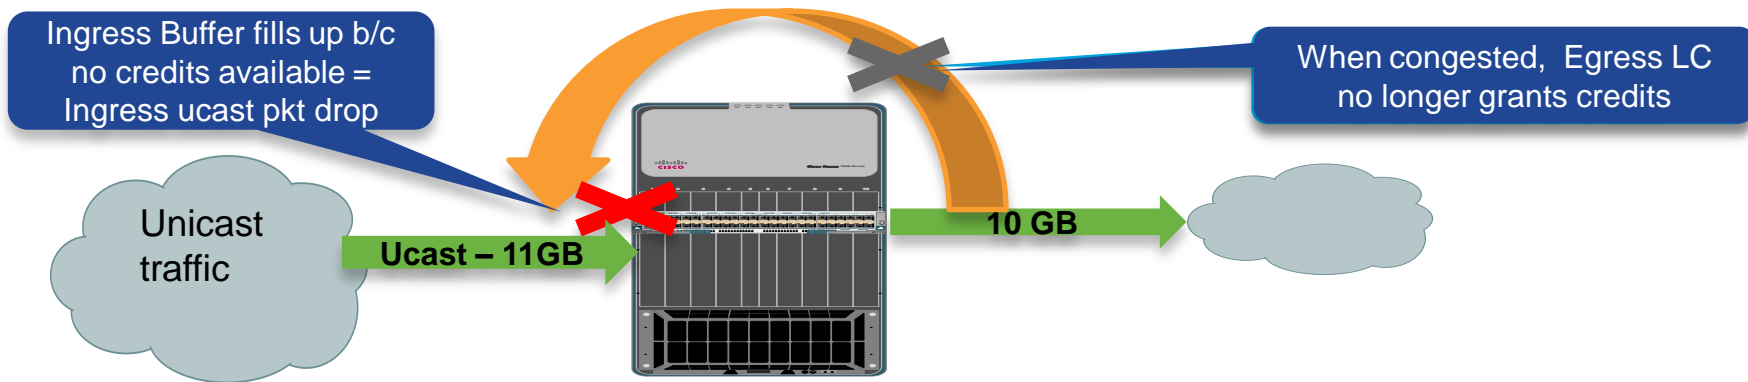 Ingress Buffer fills up b/c
no credits available =
Ingress ucast pkt drop
When congested, Egress LC
no longer grants credits
CISCO
Unicast
traffic
Ucast – 11GB
10 GB